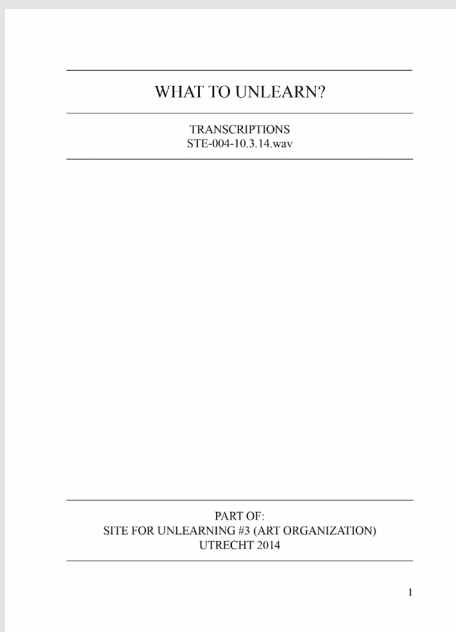 WHAT TO UNLEARN?
TRANSCRIPTIONS
STE-004-10.3.14.wav
PART OF:
SITE FOR UNLEARNING #3 (ART ORGANIZATION)
UTRECHT 2014
1